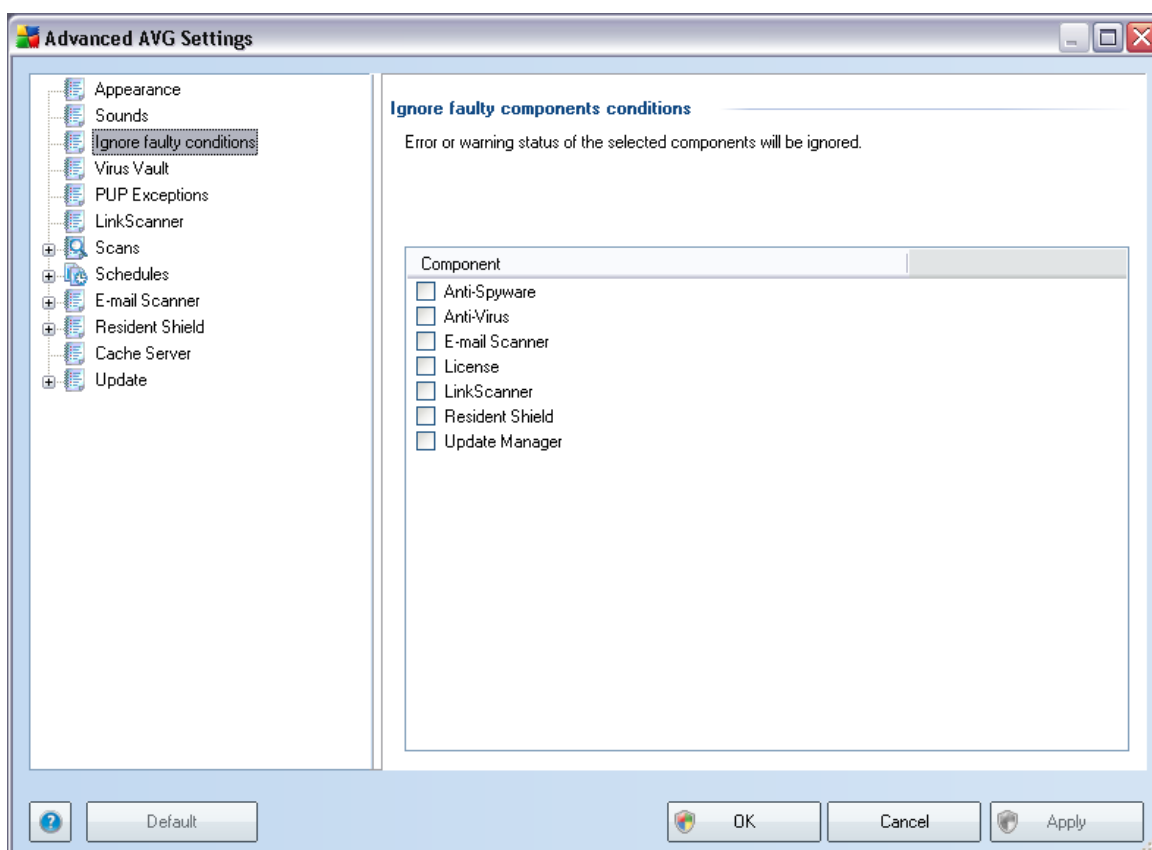 Advanced AVG Settings
Appearance
Sounds
Ignore faulty conditions
Virus Vault
PUP Exceptions
LinkScanner
Scans
Schedules
E-mail Scanner
Resident Shield
Cache Server
Update
Ignore faulty components conditions
Error or warning status of the selected components will be ignored.
Component
Anti-Spyware
Anti-Virus
E-mail Scanner
License
LinkScanner
Resident Shield
Update Manager
? Default OK Cancel Apply